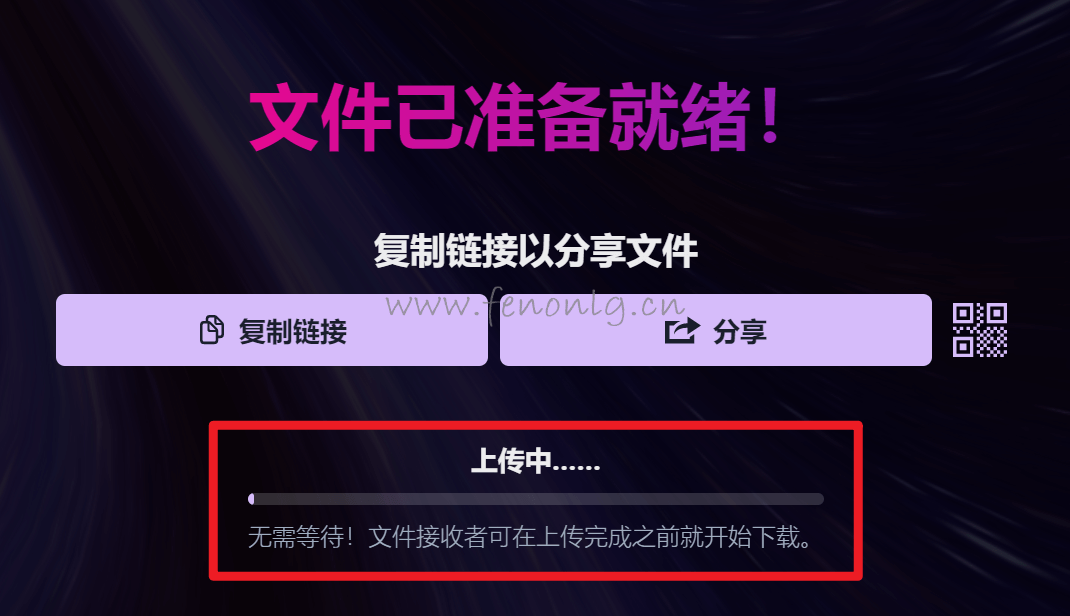 文件已准备就绪！
复制链接以分享文件
www.fenonlg.cn
复制链接
分享
上传中......
无需等待！文件接收者可在上传完成之前就开始下载。